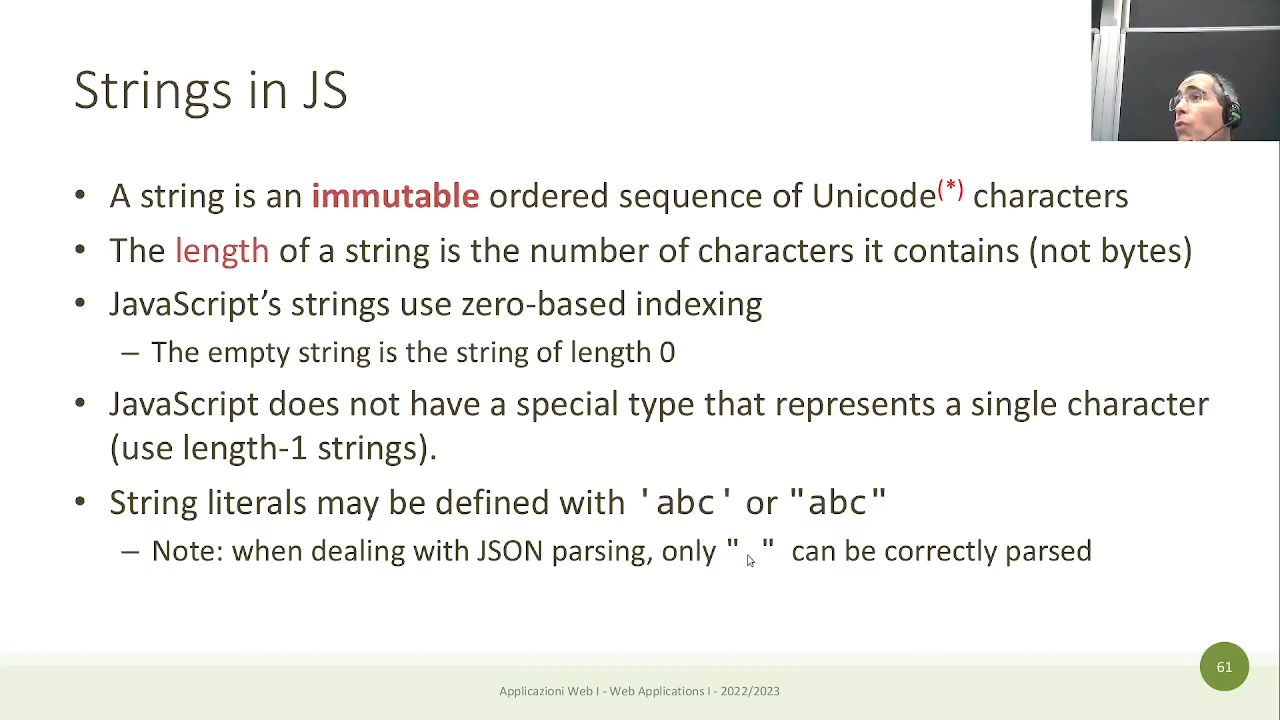 Strings in JS
• A string is an immutable ordered sequence of Unicode(*) characters
• The length of a string is the number of characters it contains (not bytes)
• JavaScript’s strings use zero-based indexing
– The empty string is the string of length 0
• JavaScript does not have a special type that represents a single character
(use length-1 strings).
• String literals may be defined with 'abc' or "abc"
– Note: when dealing with JSON parsing, only " " can be correctly parsed
61
Applicazioni Web I - Web Applications I - 2022/2023